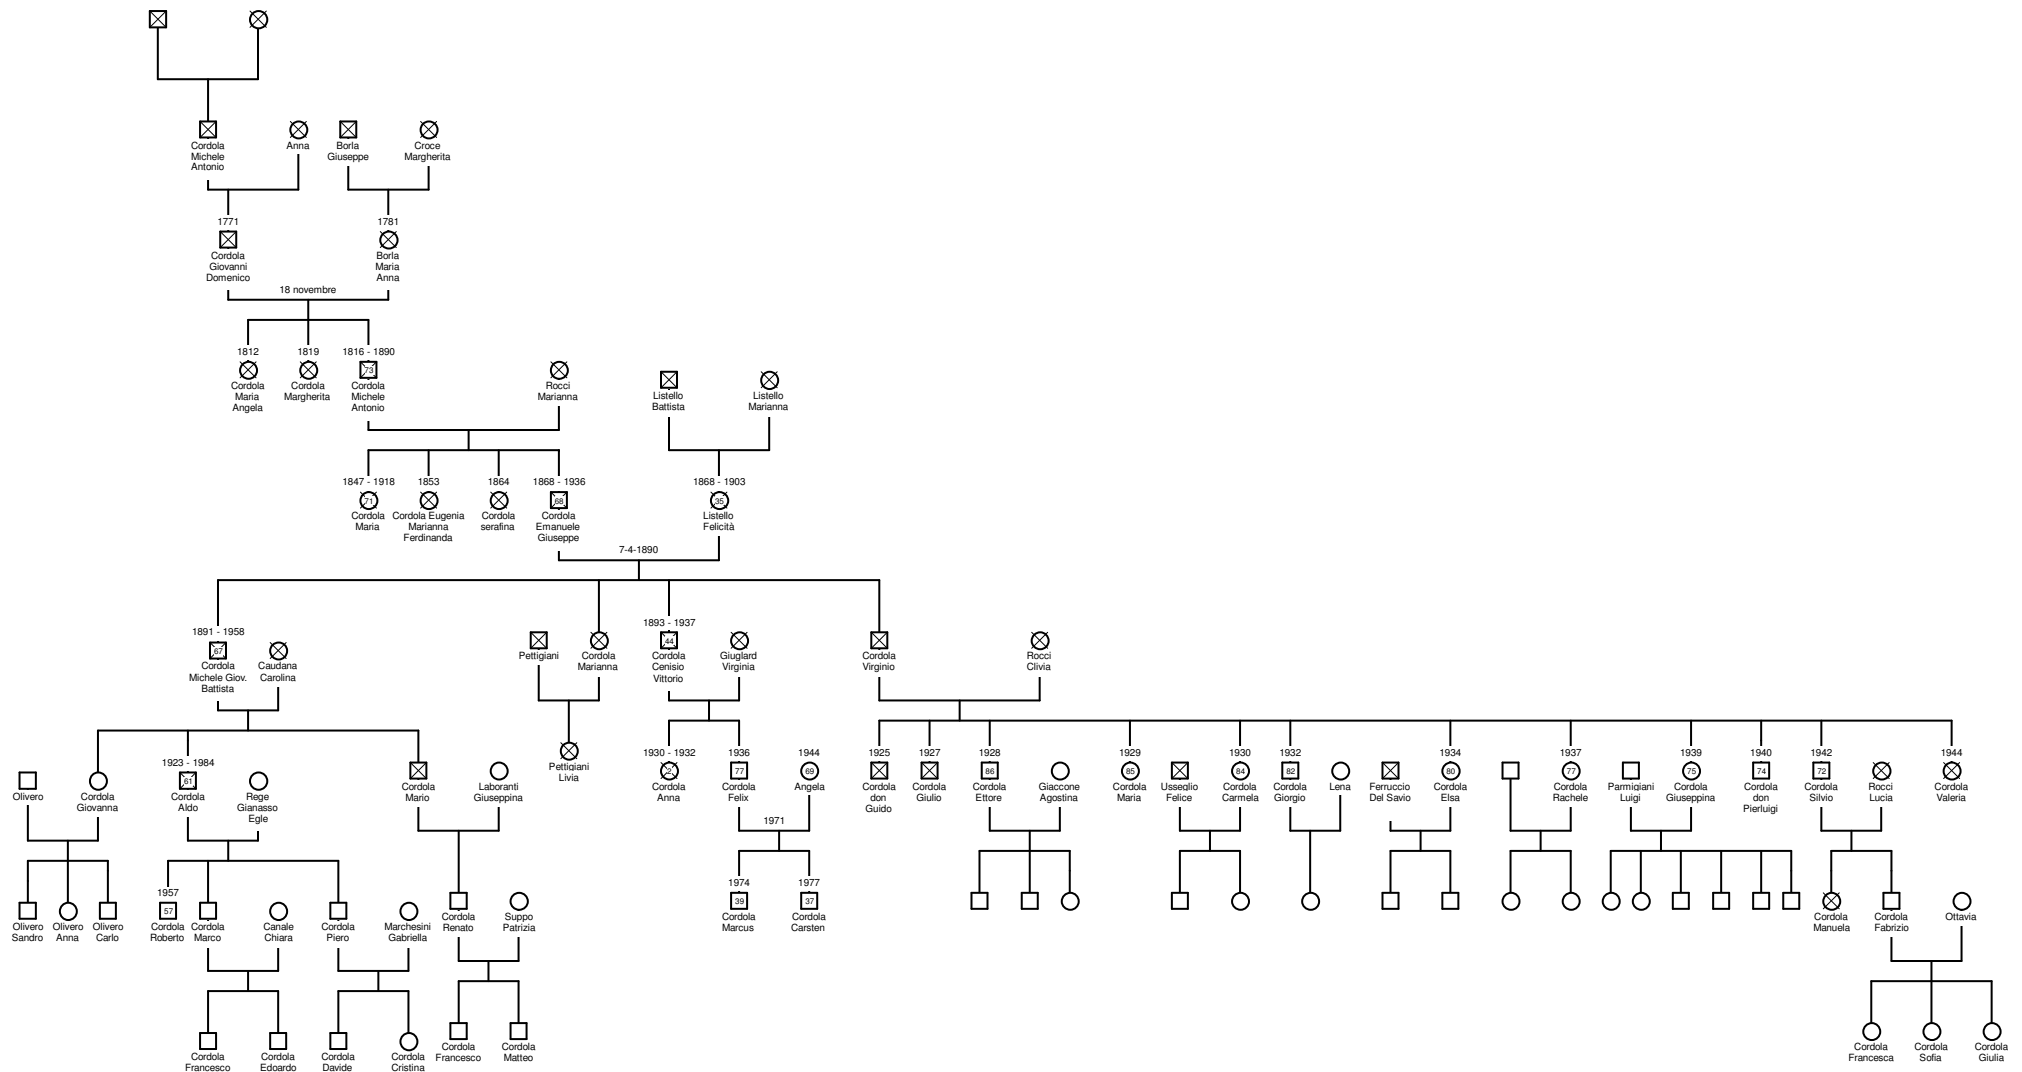 Cordola
Michele
Antonio
Anna
Borla
Giuseppe
Croce
Margherita
1771
Cordola
Giovanni
Domenico
1781
Borla
Maria
Anna
18 novembre
1812
Cordola
Maria
Angela
1819
Cordola
Margherita
1816 - 1890
73
Cordola
Michele
Antonio
Rocci
Marianna
Listello
Battista
Listello
Marianna
1847 - 1918
71
Cordola
Maria
1853
Cordola Eugenia
Marianna
Ferdinanda
1864
Cordola
serafina
1868 - 1936
68
Cordola
Emanuele
Giuseppe
1868 - 1903
35
Listello
Felicità
7-4-1890
1891 - 1958
67
Cordola
Michele Giov.
Battista
Caudana
Carolina
Pettigiani
Cordola
Marianna
1893 - 1937
44
Cordola
Cenisio
Vittorio
Giuglard
Virginia
Cordola
Virginio
Rocci
Clivia
Olivero
Cordola
Giovanna
1923 - 1984
61
Cordola
Aldo
Rege
Gianasso
Egle
Cordola
Mario
Laboranti
Giuseppina
Pettigiani
Livia
1930 - 1932
2
Cordola
Anna
1936
77
Cordola
Felix
1944
69
Angela
1925
Cordola
don
Guido
1927
Cordola
Giulio
1928
86
Cordola
Ettore
Giaccone
Agostina
1929
85
Cordola
Maria
Usseglio
Felice
1930
84
Cordola
Carmela
1932
82
Cordola
Giorgio
Lena
Ferruccio
Del Savio
1934
80
Cordola
Elsa
1937
77
Cordola
Rachele
Parmigiani
Luigi
1939
75
Cordola
Giuseppina
1940
74
Cordola
don
Pierluigi
1942
72
Cordola
Silvio
Rocci
Lucia
1944
Cordola
Valeria
1971
Olivero
Sandro
Olivero
Anna
Olivero
Carlo
1957
57
Cordola
Roberto
Cordola
Marco
Canale
Chiara
Cordola
Piero
Marchesini
Gabriella
Cordola
Renato
Suppo
Patrizia
1974
39
Cordola
Marcus
1977
37
Cordola
Carsten
Cordola
Manuela
Cordola
Fabrizio
Ottavia
Cordola
Francesco
Cordola
Edoardo
Cordola
Davide
Cordola
Cristina
Cordola
Francesco
Cordola
Matteo
Cordola
Francesca
Cordola
Sofia
Cordola
Giulia